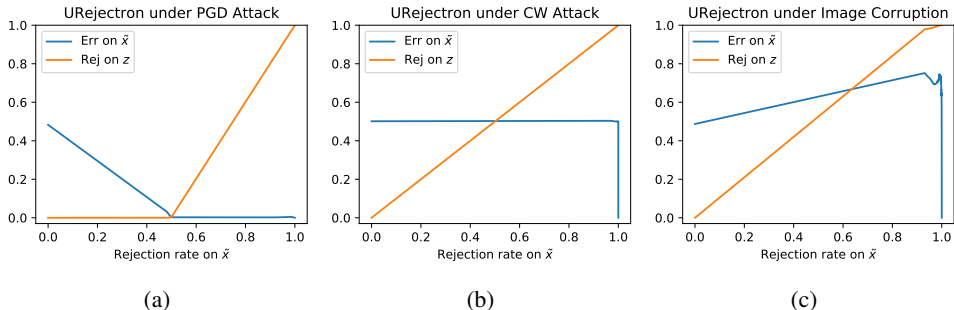 URejectron under PGD Attack
1.0
0.8
0.6
0.4
0.2
0.0
Err on x̃
Rej on z
0.0 0.2 0.4 0.6 0.8 1.0
Rejection rate on x̃
(a)
URejectron under CW Attack
1.0
0.8
0.6
0.4
0.2
0.0
Err on x̃
Rej on z
0.0 0.2 0.4 0.6 0.8 1.0
Rejection rate on x̃
(b)
URejectron under Image Corruption
1.0
0.8
0.6
0.4
0.2
0.0
Err on x̃
Rej on z
0.0 0.2 0.4 0.6 0.8 1.0
Rejection rate on x̃
(c)